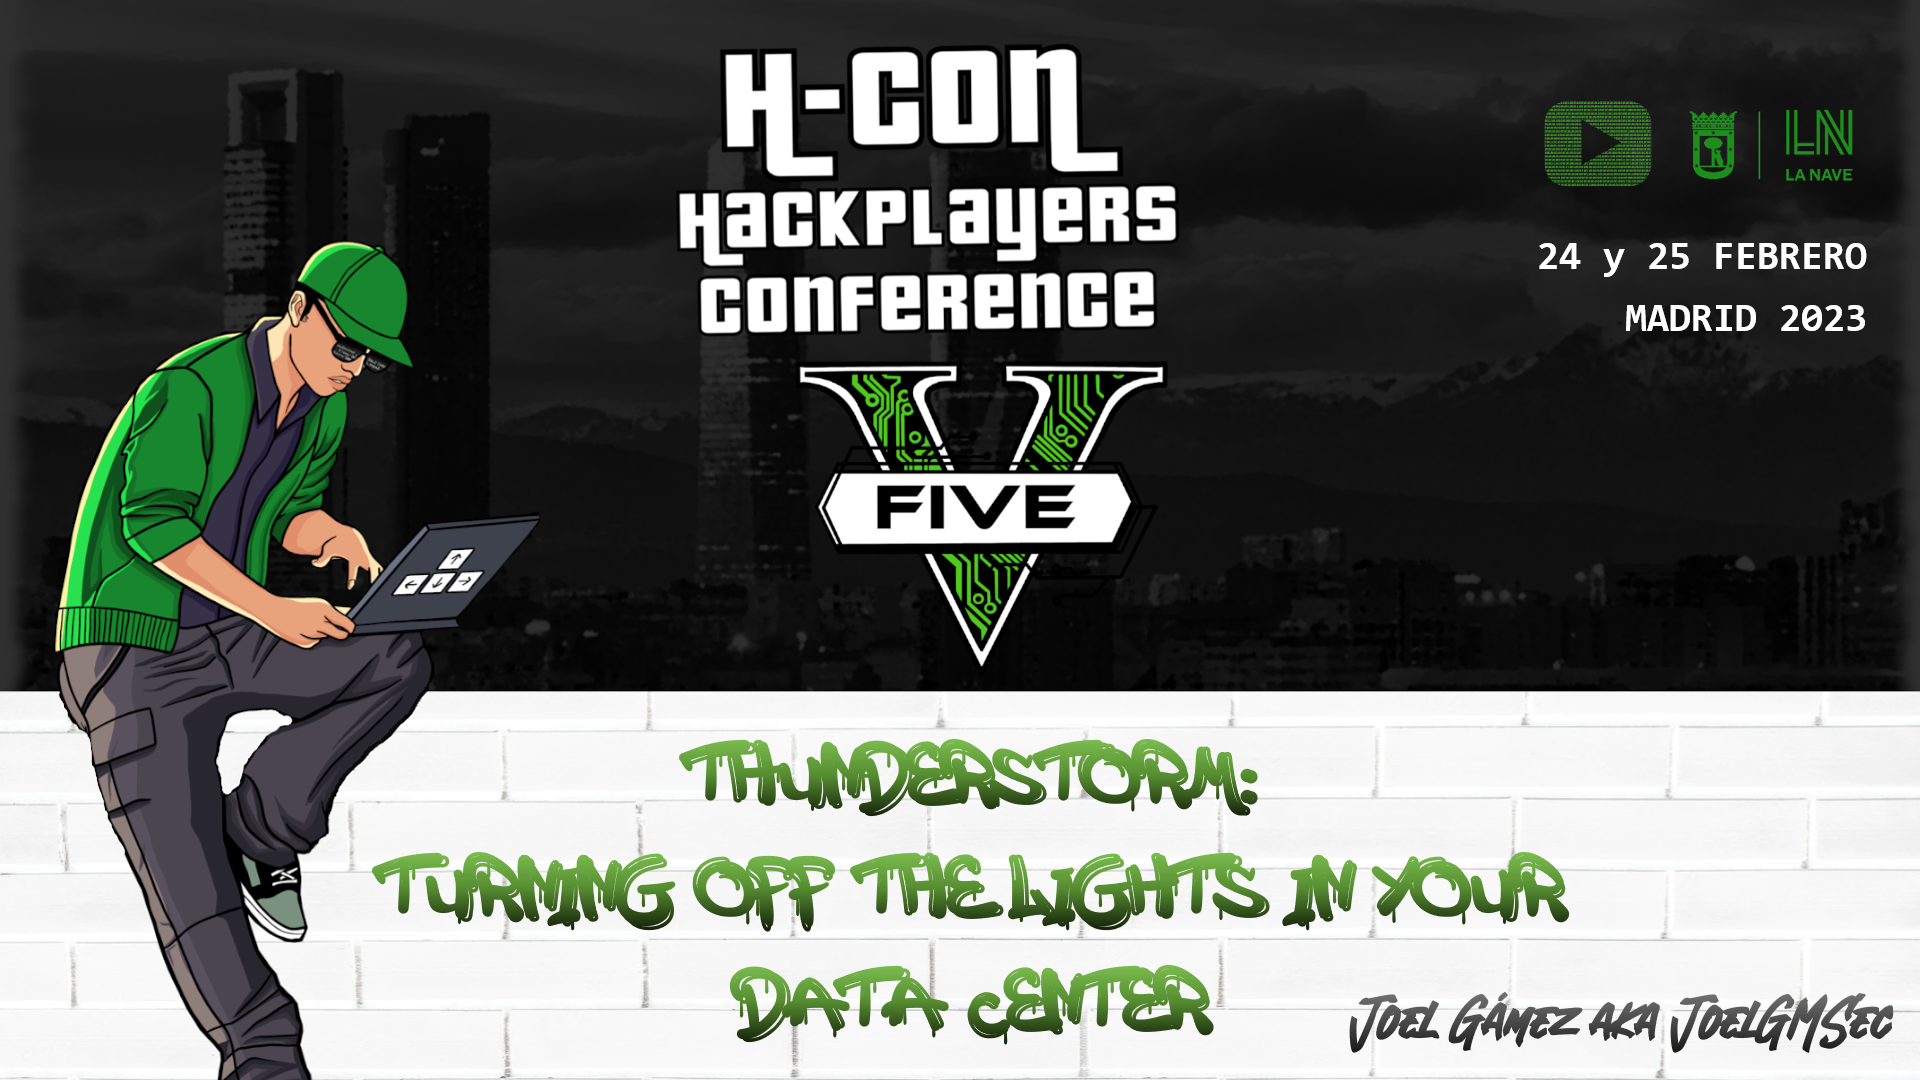 H-CON
HACKPLAYERS
CONFERENCE
FIVE
LN
LA NAVE
24 y 25 FEBRERO
MADRID 2023
THUNDERSTORM:
TURNING OFF THE LIGHTS IN YOUR
DATA CENTER
JOEL GÁMEZ AKA JOELGMSEC